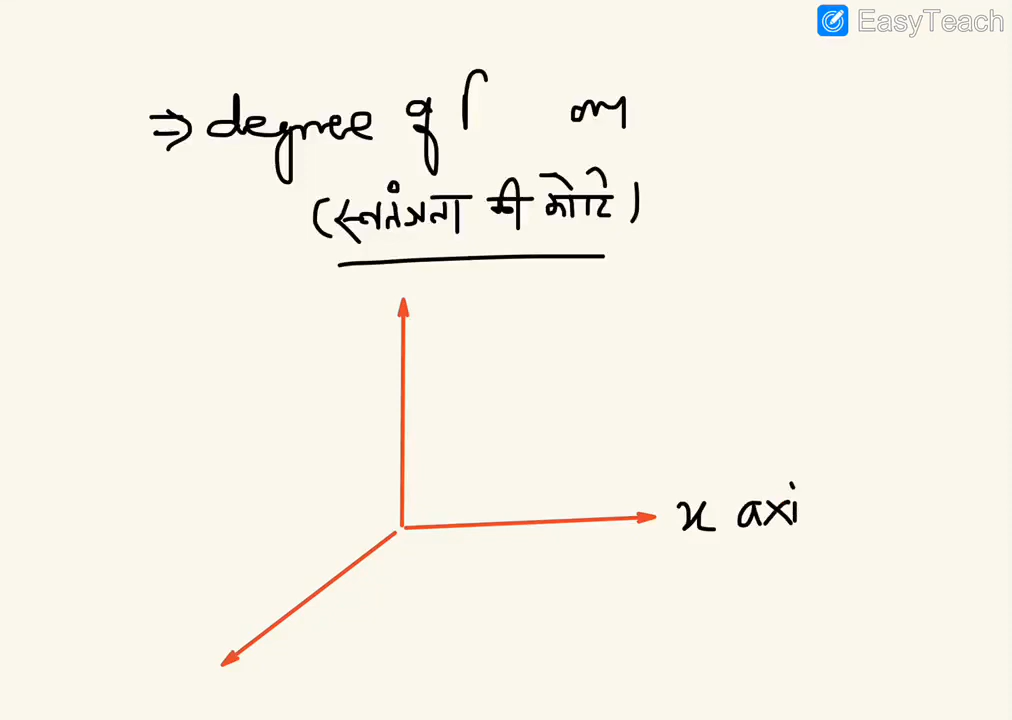 EasyTeach
⇒ degree of
(स्वतंत्रता की कोटि)
x axi